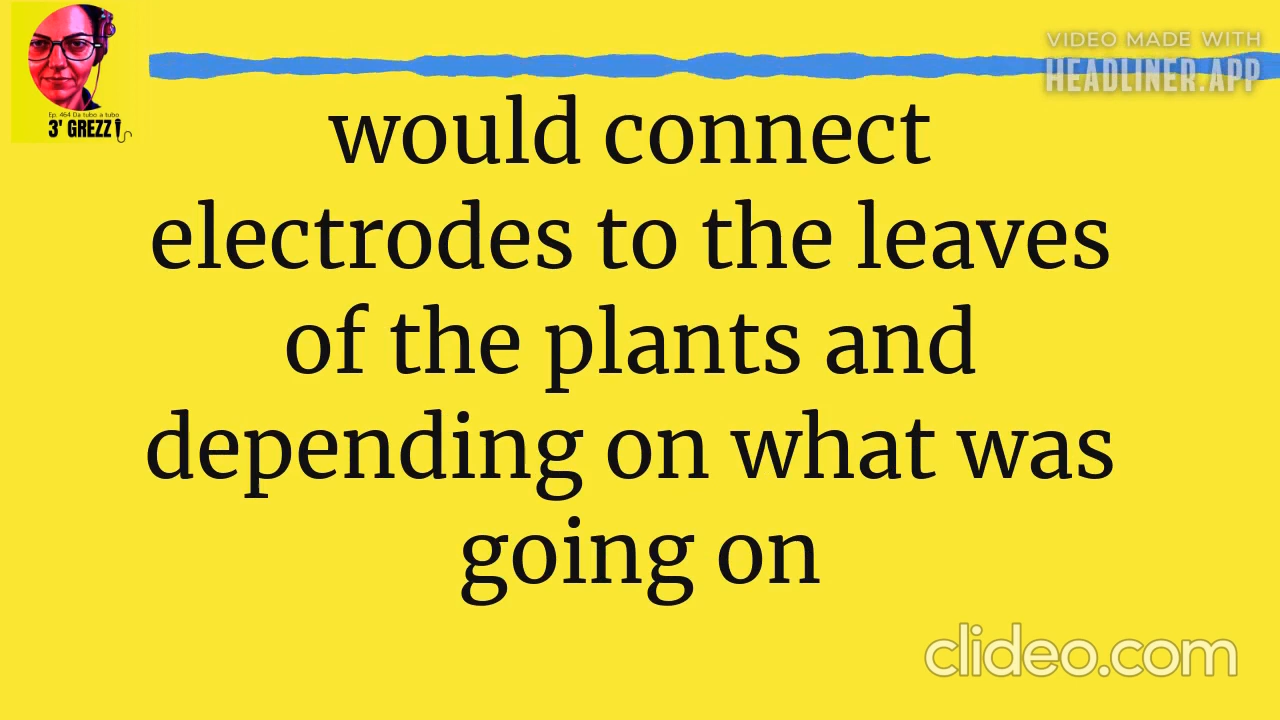 VIDEO MADE WITH
HEADLINER.APP
Ep. 464 Da tubo a tubo
3' GREZZI
would connect
electrodes to the leaves
of the plants and
depending on what was
going on
clideo.com